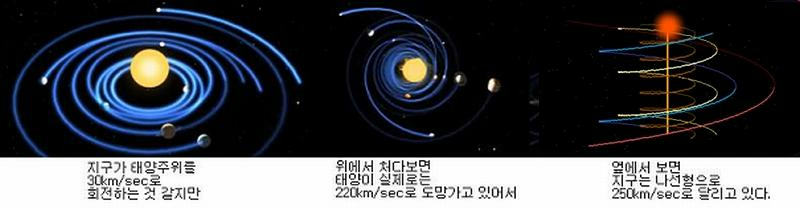 지구가 태양주위를
30km/sec로
회전하는 것 같지만
위에서 처다보면
태양이 실제로는
220km/sec로 도망가고 있어서
옆에서 보면
지구는 나선형으로
250km/sec로 달리고 있다.